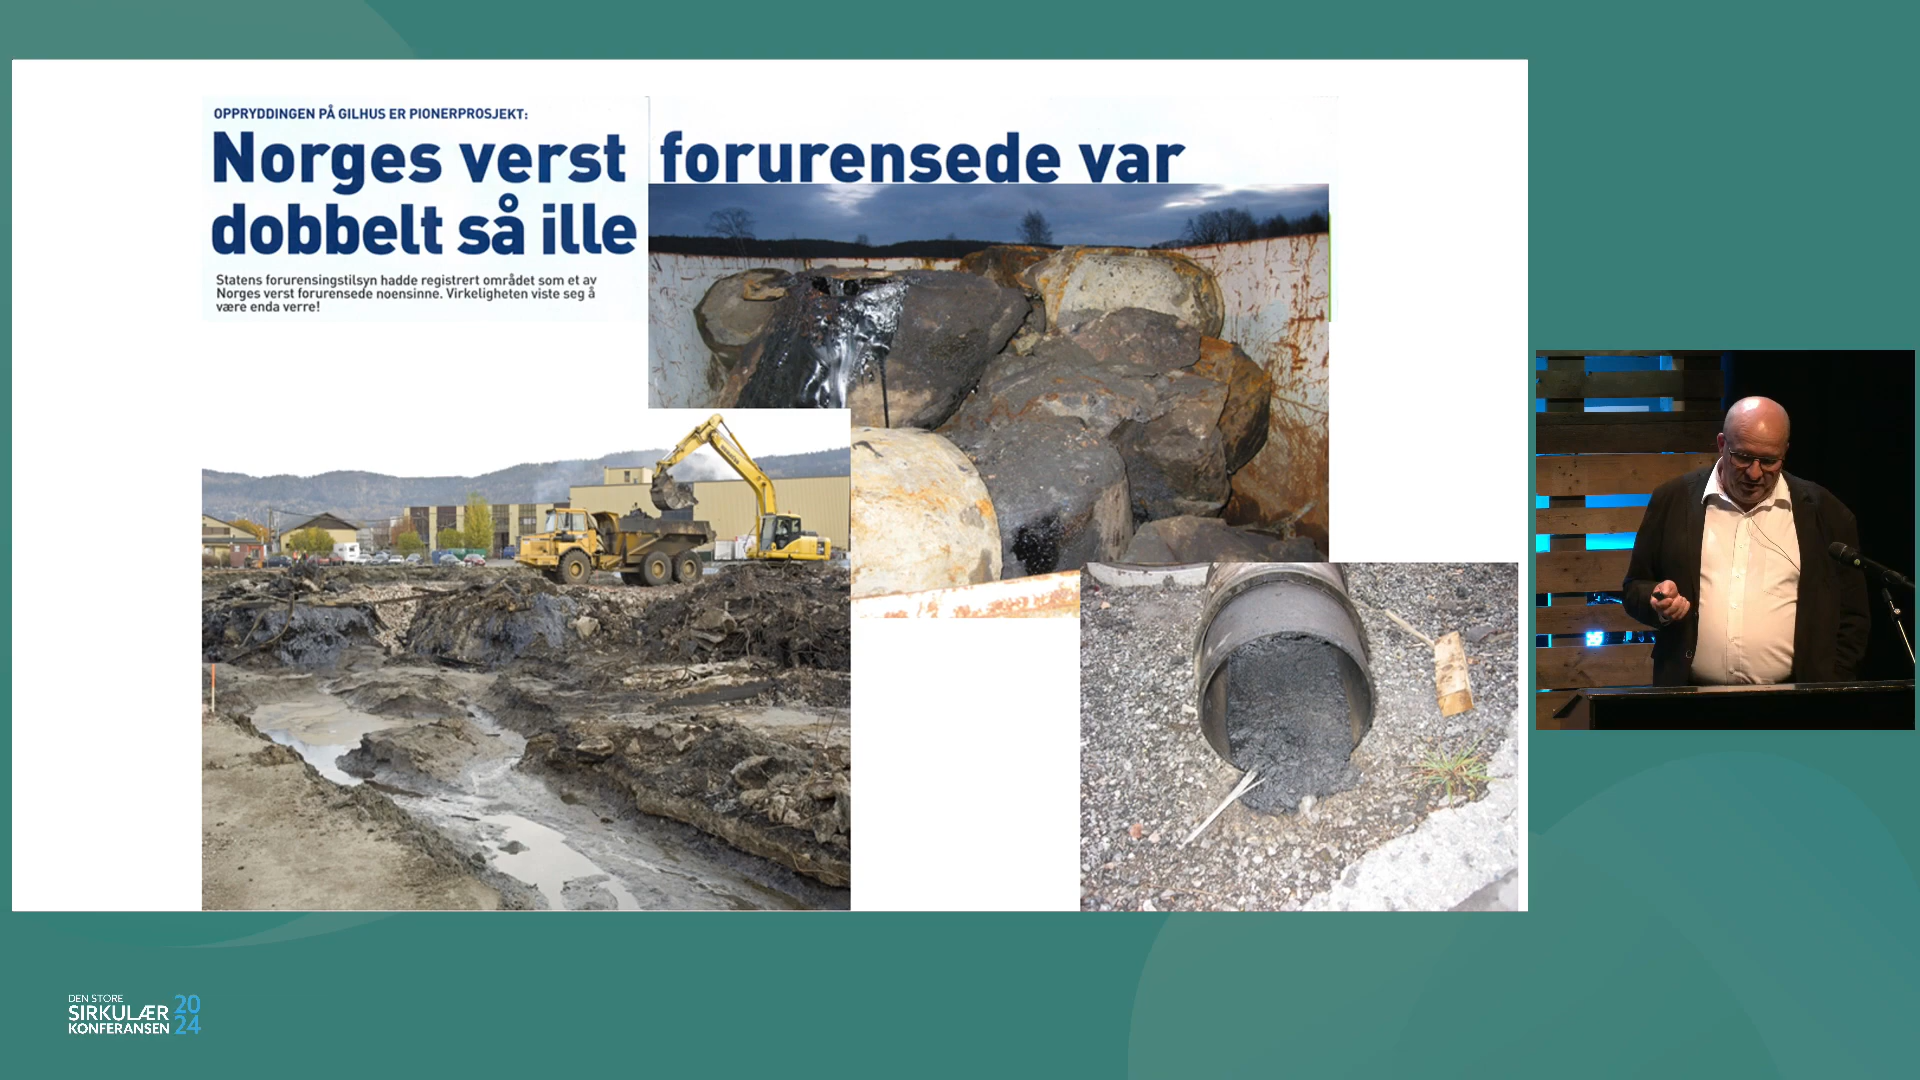 OPPRYDDINGEN PÅ GILHUS ER PIONERPROSJEKT:
Norges verst forurensede var
dobbelt så ille
Statens forurensingstilsyn hadde registrert området som et av
Norges verst forurensede noensinne. Virkeligheten viste seg å
være enda verre!
DEN STORE
SIRKULÆR
KONFERANSEN
20
24